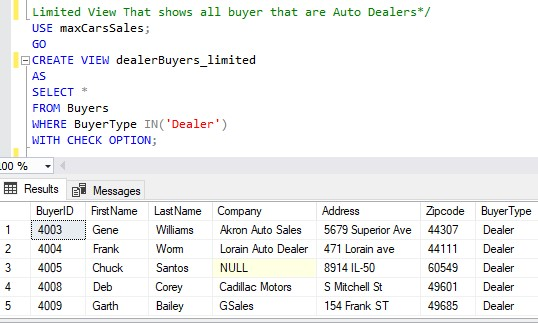 Limited View That shows all buyer that are Auto Dealers*/
USE maxCarsSales;
GO
CREATE VIEW dealerBuyers_limited
AS
SELECT *
FROM Buyers
WHERE BuyerType IN('Dealer')
WITH CHECK OPTION;
.00 %
Results Messages
BuyerID FirstName LastName Company Address Zipcode BuyerType
1 4003 Gene Williams Akron Auto Sales 5679 Superior Ave 44307 Dealer
2 4004 Frank Worm Lorain Auto Dealer 471 Lorain ave 44111 Dealer
3 4005 Chuck Santos NULL 8914 IL-50 60549 Dealer
4 4008 Deb Corey Cadillac Motors S Mitchell St 49601 Dealer
5 4009 Garth Bailey GSales 154 Frank ST 49685 Dealer